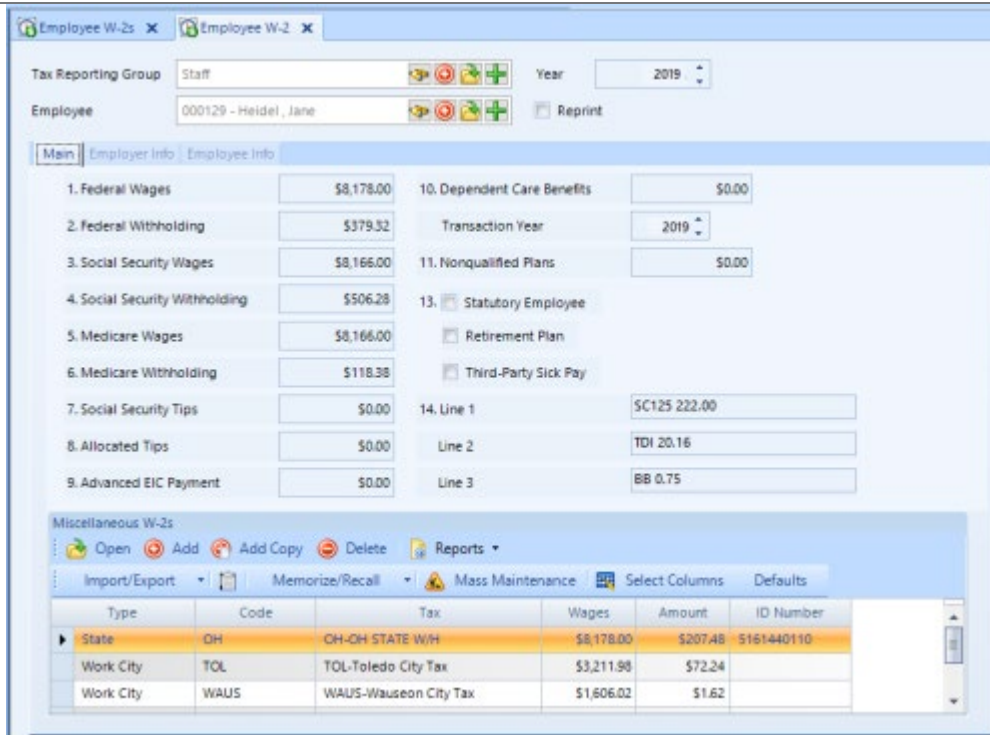 Employee W-2s Employee W-2
Tax Reporting Group Staff Year 2019
Employee 000129 - Heidel , Jane Reprint
Main Employer Info Employee Info
1. Federal Wages $8,178.00 10. Dependent Care Benefits $0.00
2. Federal Withholding $379.32 Transaction Year 2019
3. Social Security Wages $8,166.00 11. Nonqualified Plans $0.00
4. Social Security Withholding $506.28 13. Statutory Employee
5. Medicare Wages $8,166.00 Retirement Plan
6. Medicare Withholding $118.38 Third-Party Sick Pay
7. Social Security Tips $0.00 14. Line 1 SC125 222.00
8. Allocated Tips $0.00 Line 2 TDI 20.16
9. Advanced EIC Payment $0.00 Line 3 BB 0.75
Miscellaneous W-2s
Open Add Add Copy Delete Reports
Import/Export Memorize/Recall Mass Maintenance Select Columns Defaults
Type Code Tax Wages Amount ID Number
State OH OH-OH STATE W/H $8,178.00 $207.48 5161440110
Work City TOL TOL-Toledo City Tax $3,211.98 $72.24
Work City WAUS WAUS-Wauseon City Tax $1,606.02 $1.62